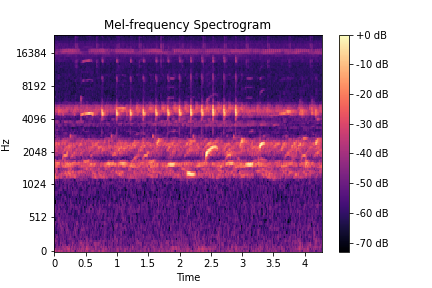 Mel-frequency Spectrogram
+0 dB
16384
-10 dB
8192
-20 dB
4096
-30 dB
Hz
2048
-40 dB
1024
-50 dB
512
-60 dB
0
-70 dB
0 0.5 1 1.5 2 2.5 3 3.5 4
Time